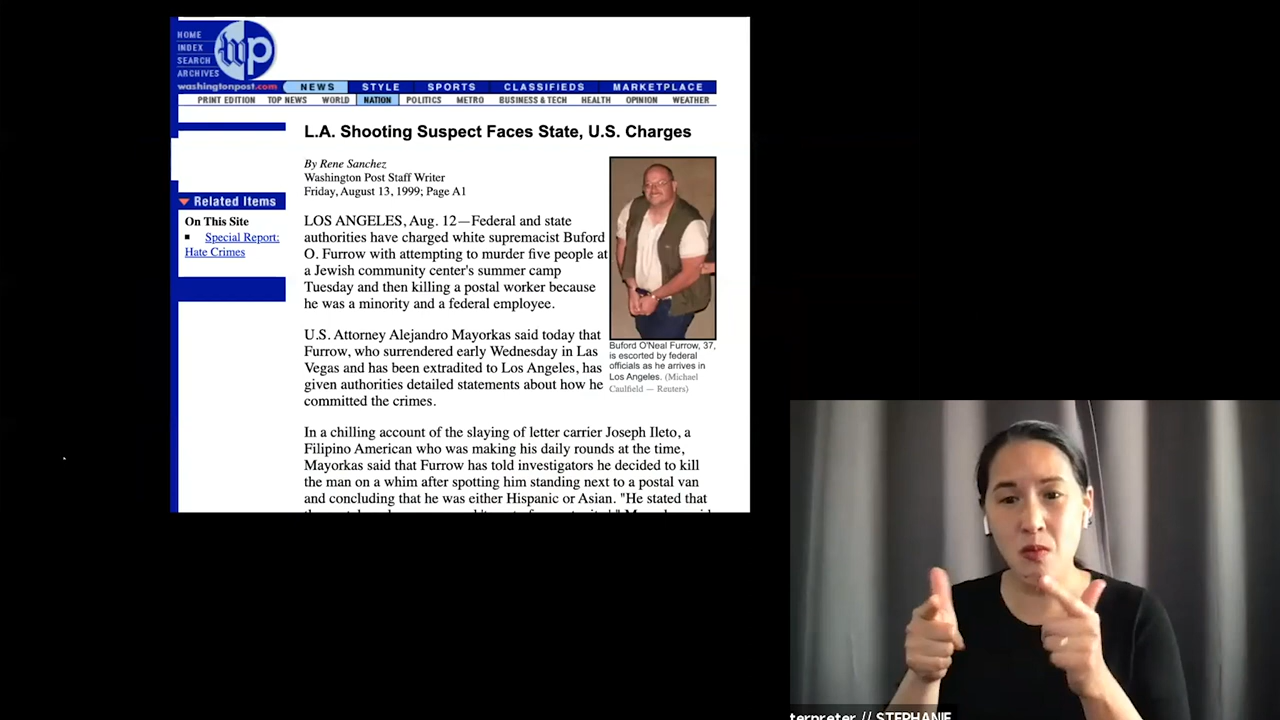 HOME
INDEX
SEARCH
ARCHIVES
wp
washingtonpost.com
NEWS STYLE SPORTS CLASSIFIEDS MARKETPLACE
PRINT EDITION TOP NEWS WORLD NATION POLITICS METRO BUSINESS & TECH HEALTH OPINION WEATHER
Related Items
On This Site
Special Report:
Hate Crimes
L.A. Shooting Suspect Faces State, U.S. Charges
By Rene Sanchez
Washington Post Staff Writer
Friday, August 13, 1999; Page A1
LOS ANGELES, Aug. 12—Federal and state
authorities have charged white supremacist Buford
O. Furrow with attempting to murder five people at
a Jewish community center's summer camp
Tuesday and then killing a postal worker because
he was a minority and a federal employee.
U.S. Attorney Alejandro Mayorkas said today that
Furrow, who surrendered early Wednesday in Las
Vegas and has been extradited to Los Angeles, has
given authorities detailed statements about how he
committed the crimes.
Buford O'Neal Furrow, 37,
is escorted by federal
officials as he arrives in
Los Angeles. (Michael
Caulfield — Reuters)
In a chilling account of the slaying of letter carrier Joseph Ileto, a
Filipino American who was making his daily rounds at the time,
Mayorkas said that Furrow has told investigators he decided to kill
the man on a whim after spotting him standing next to a postal van
and concluding that he was either Hispanic or Asian. "He stated that
terpreter // STEPHANIE